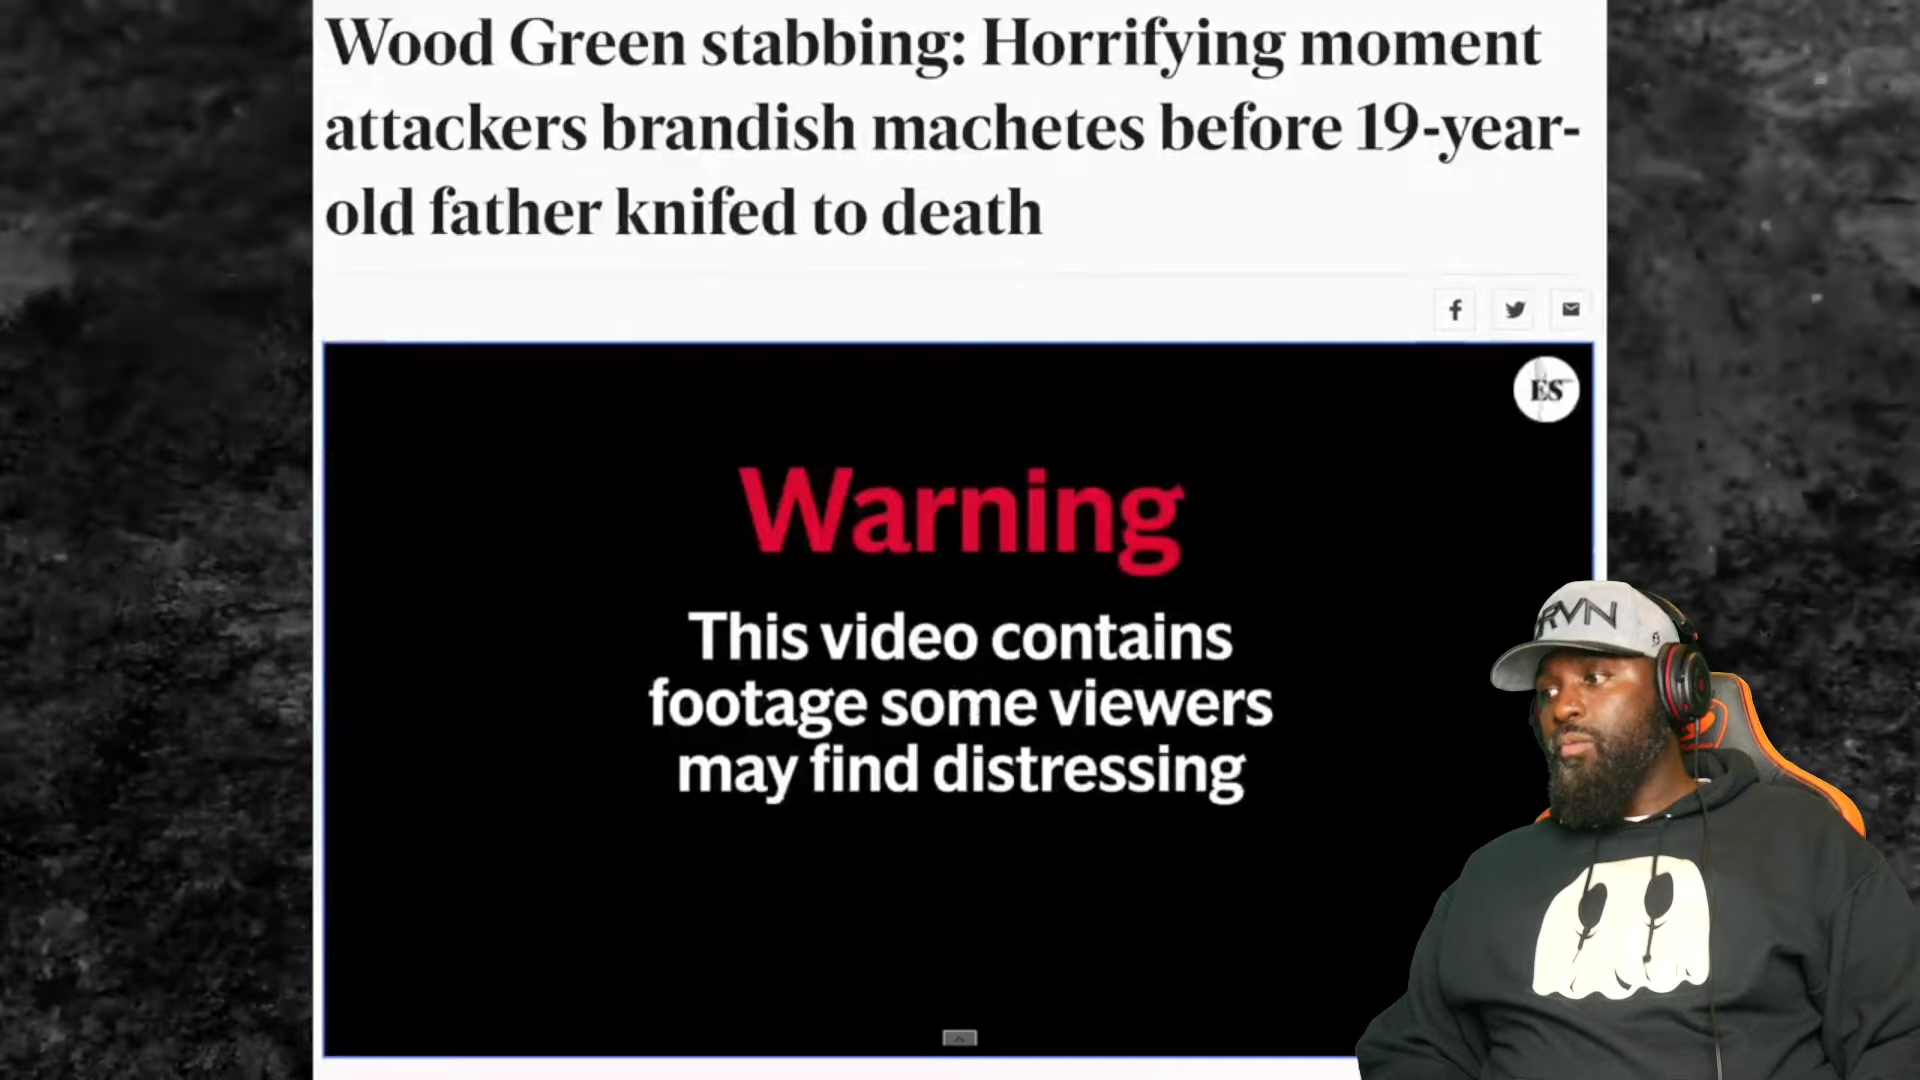 Wood Green stabbing: Horrifying moment
attackers brandish machetes before 19-year-
old father knifed to death
ES
Warning
This video contains
footage some viewers
may find distressing
RVN